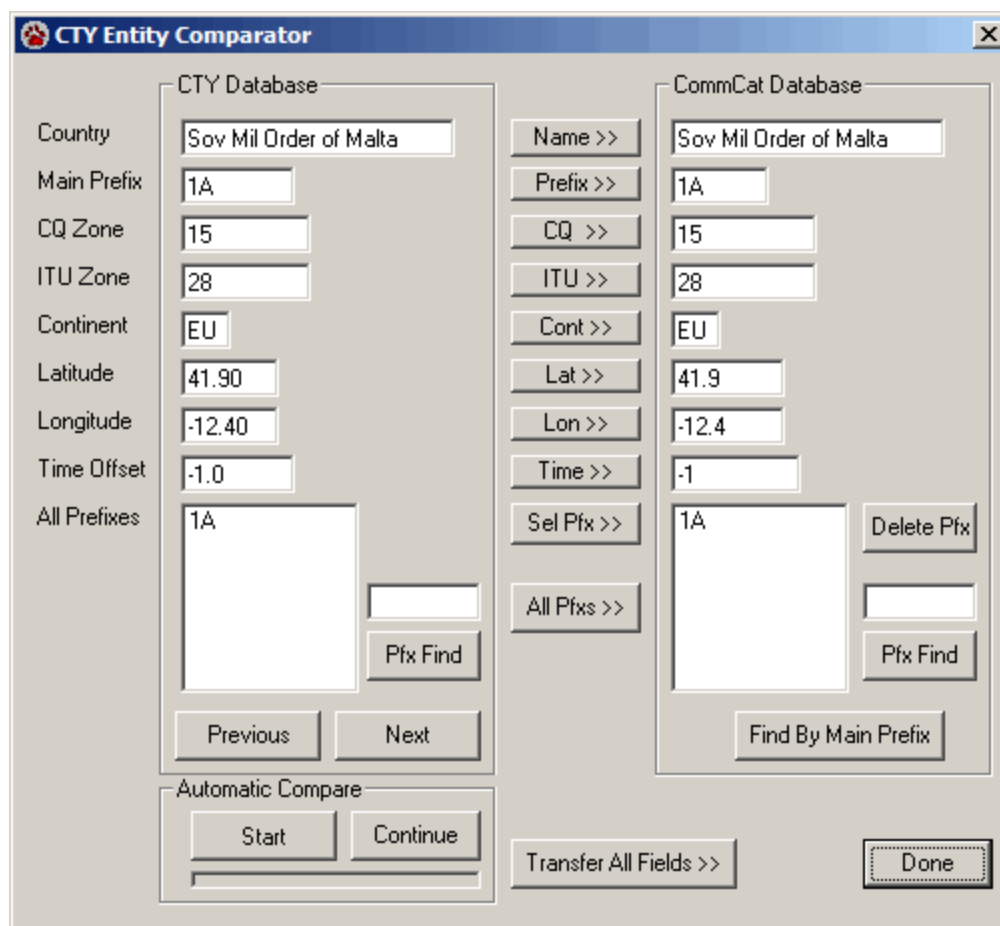 CTY Entity Comparator
CTY Database
CommCat Database
Country
Sov Mil Order of Malta
Name >>
Sov Mil Order of Malta
Main Prefix
1A
Prefix >>
1A
CQ Zone
15
CQ >>
15
ITU Zone
28
ITU >>
28
Continent
EU
Cont >>
EU
Latitude
41.90
Lat >>
41.9
Longitude
-12.40
Lon >>
-12.4
Time Offset
-1.0
Time >>
-1
All Prefixes
1A
Sel Pfx >>
1A
Delete Pfx
All Pfxs >>
Pfx Find
Pfx Find
Previous
Next
Find By Main Prefix
Automatic Compare
Start
Continue
Transfer All Fields >>
Done